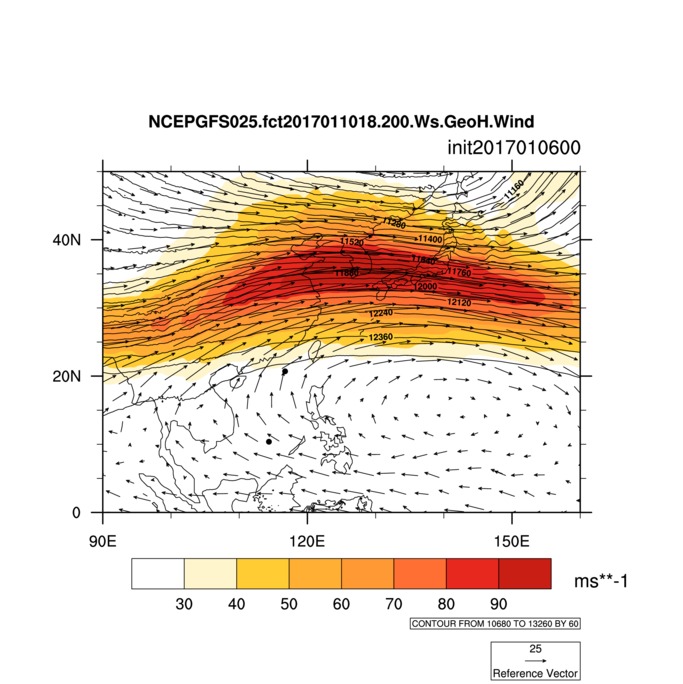 NCEPGFS025.fct2017011018.200.Ws.GeoH.Wind
init2017010600
11160
11280
11400
11520
11640
11760
11880
12000
12120
12240
12360
40N
20N
0
90E 120E 150E
ms**-1
30 40 50 60 70 80 90
CONTOUR FROM 10680 TO 13260 BY 60
25
Reference Vector